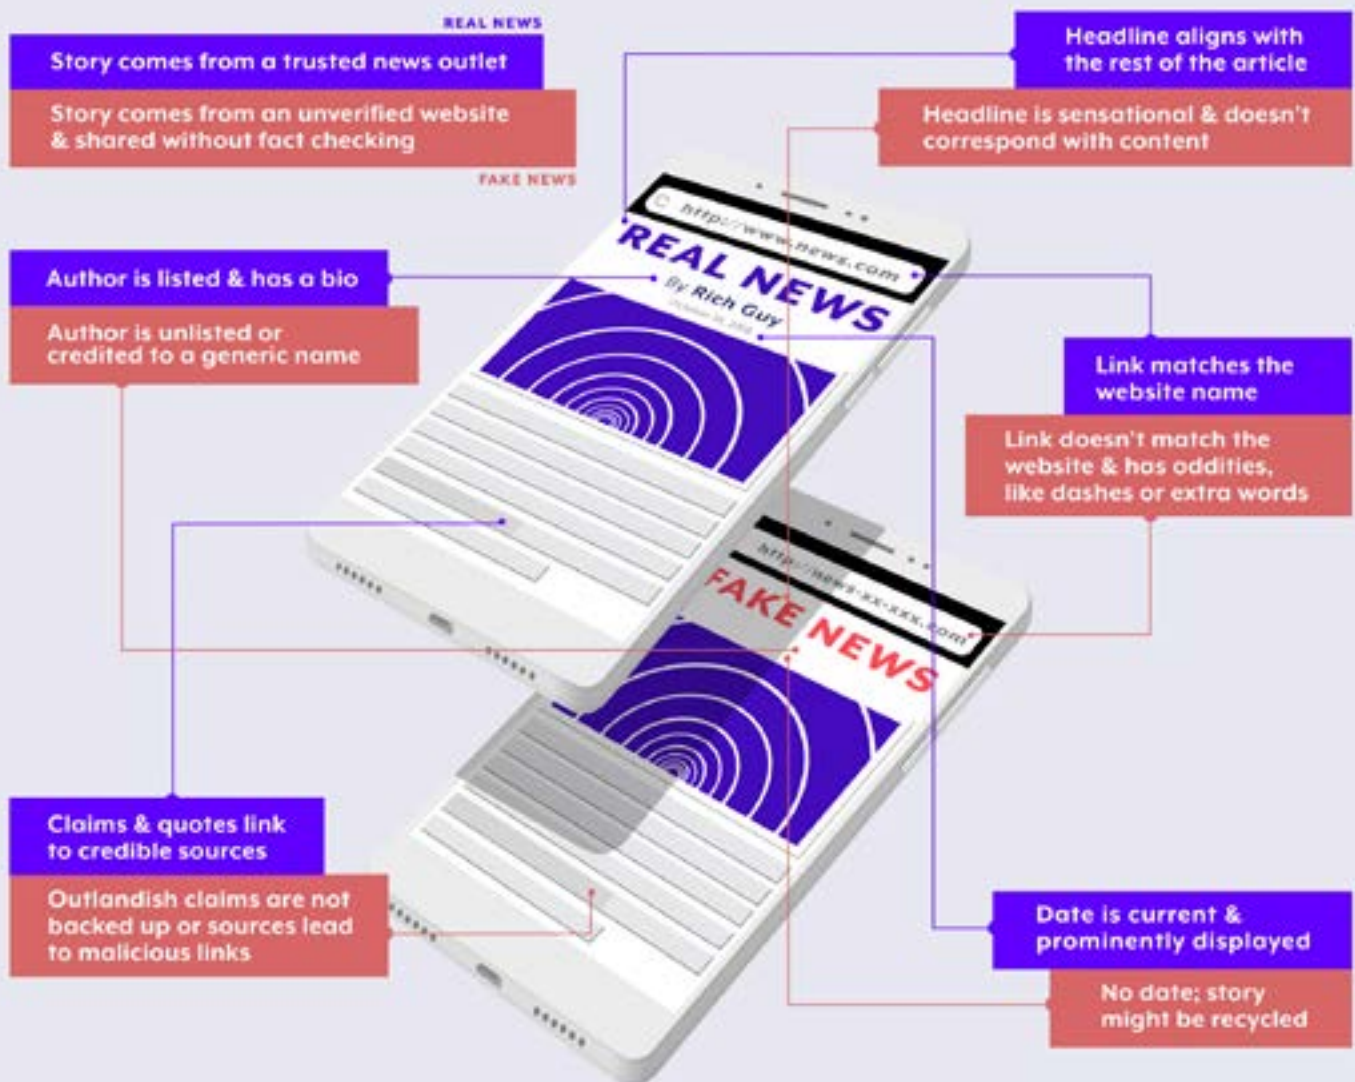 REAL NEWS
Story comes from a trusted news outlet
Story comes from an unverified website
& shared without fact checking
FAKE NEWS
Headline aligns with
the rest of the article
Headline is sensational & doesn't
correspond with content
http://www.news.com
REAL NEWS
By Rich Guy
Author is listed & has a bio
Author is unlisted or
credited to a generic name
Link matches the
website name
Link doesn't match the
website & has oddities,
like dashes or extra words
http://news-xx-xxx.com
FAKE NEWS
Claims & quotes link
to credible sources
Outlandish claims are not
backed up or sources lead
to malicious links
Date is current &
prominently displayed
No date; story
might be recycled